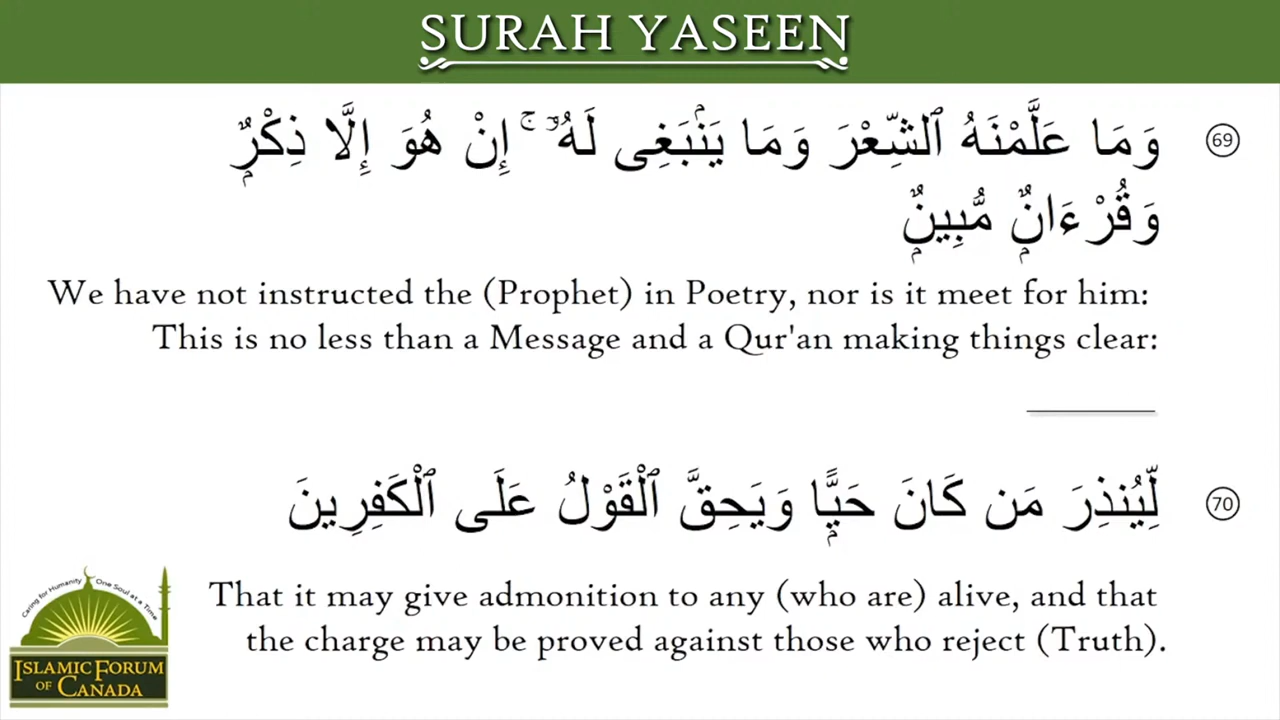 SURAH YASEEN
69
وَمَا عَلَّمْنَهُ ٱلشِّعْرَ وَمَا يَنۢبَغِى لَهُۥٓ ۚ إِنْ هُوَ إِلَّا ذِكْرٌۭ
وَقُرْءَانٌۭ مُّبِينٌۭ
We have not instructed the (Prophet) in Poetry, nor is it meet for him:
This is no less than a Message and a Qur'an making things clear:
70
لِّيُنذِرَ مَن كَانَ حَيًّۭا وَيَحِقَّ ٱلْقَوْلُ عَلَى ٱلْكَفِرِينَ
That it may give admonition to any (who are) alive, and that
the charge may be proved against those who reject (Truth).
Caring for Humanity One Soul at a Time
ISLAMIC FORUM
OF CANADA